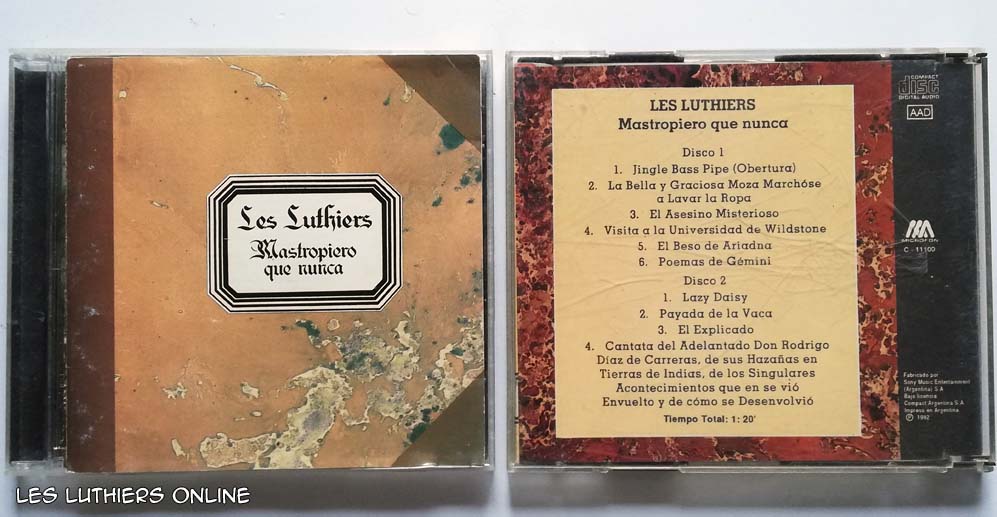 Les Luthiers
Mastropiero
que nunca
LES LUTHIERS
Mastropiero que nunca
Disco 1
1. Jingle Bass Pipe (Obertura)
2. La Bella y Graciosa Moza Marchóse
a Lavar la Ropa
3. El Asesino Misterioso
4. Visita a la Universidad de Wildstone
5. El Beso de Ariadna
6. Poemas de Gémini
Disco 2
1. Lazy Daisy
2. Payada de la Vaca
3. El Explicado
4. Cantata del Adelantado Don Rodrigo
Díaz de Carreras, de sus Hazañas en
Tierras de Indias, de los Singulares
Acontecimientos que en se vió
Envuelto y de cómo se Desenvolvió
Tiempo Total: 1: 20'
COMPACT
disc
DIGITAL AUDIO
AAD
MICROFON
C - 11100
Fabricado por
Sony Music Entertainment
(Argentina) S.A
Bajo licencia
Compact Argentina S.A
Impreso en Argentina
℗ 1992
LES LUTHIERS ONLINE